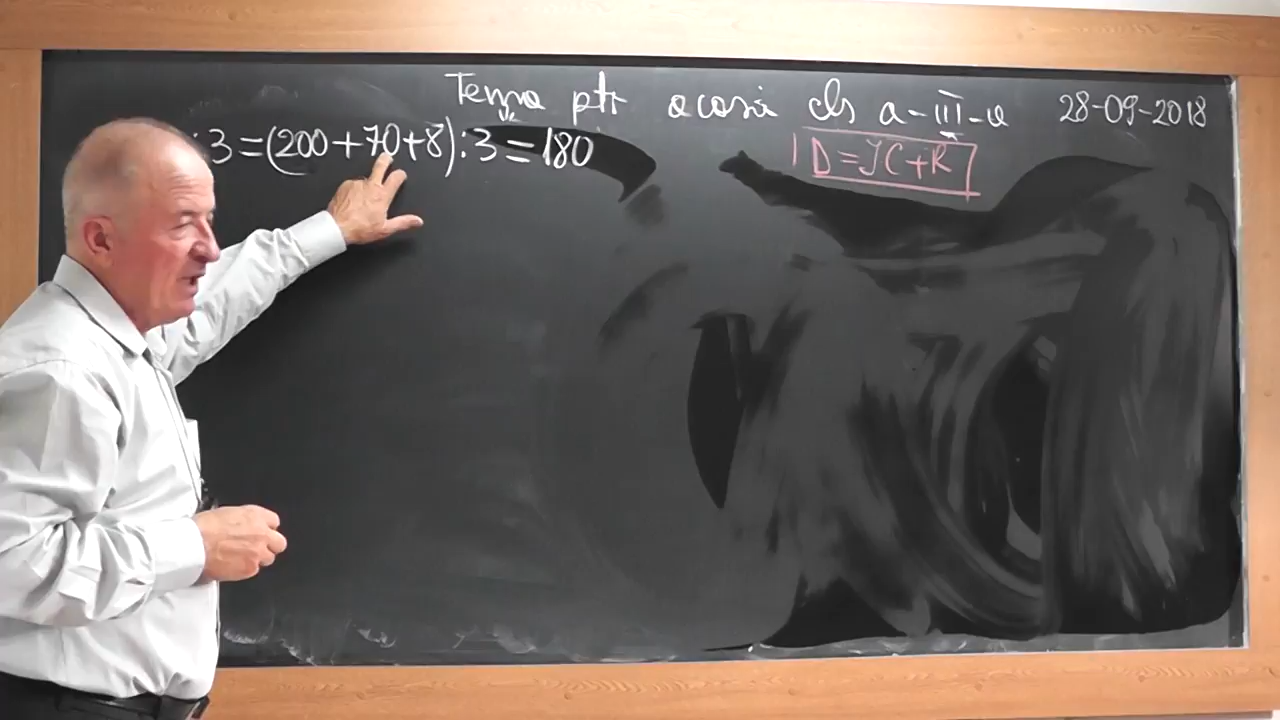 Tema ptr acasă cls a-III-a 28-09-2018
:3=(200+70+8):3=180
D=ÎC+R